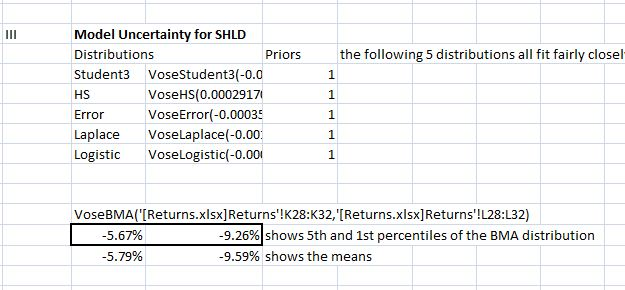 III Model Uncertainty for SHLD
Distributions Priors the following 5 distributions all fit fairly closel
Student3 VoseStudent3(-0.0 1
HS VoseHS(0.00029170 1
Error VoseError(-0.00035 1
Laplace VoseLaplace(-0.00 1
Logistic VoseLogistic(-0.00 1
VoseBMA('[Returns.xlsx]Returns'!K28:K32,'[Returns.xlsx]Returns'!L28:L32)
-5.67% -9.26% shows 5th and 1st percentiles of the BMA distribution
-5.79% -9.59% shows the means